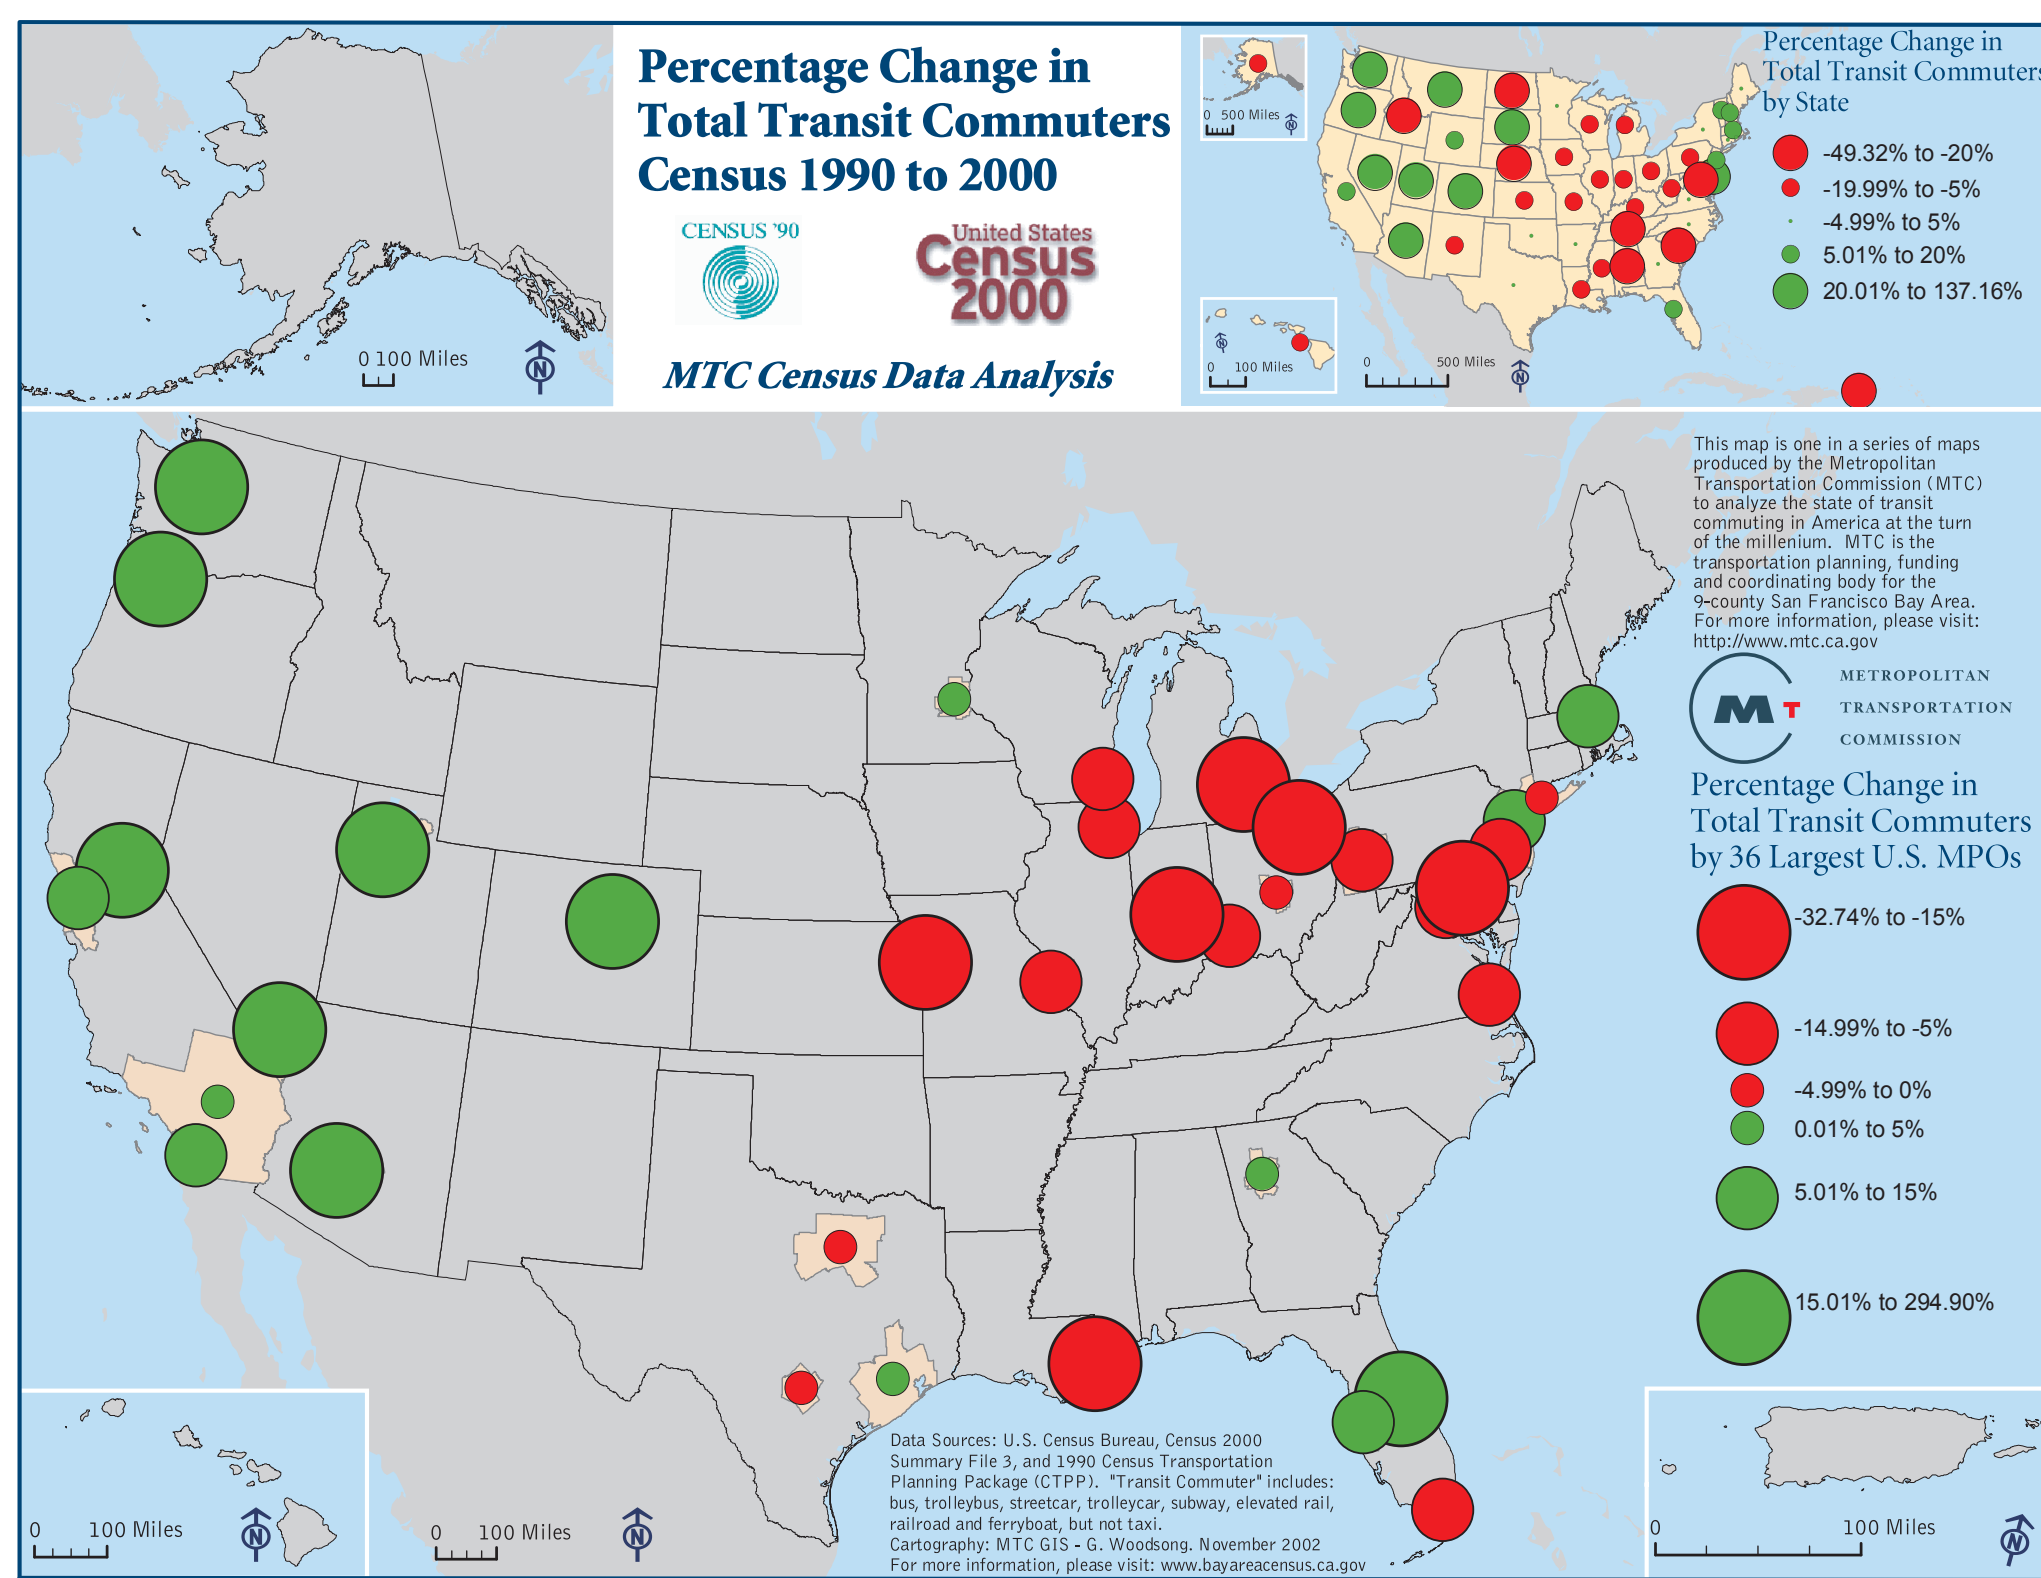 Percentage Change in
Total Transit Commuters
Census 1990 to 2000
CENSUS '90
United States
Census
2000
MTC Census Data Analysis
0 100 Miles
N
0 500 Miles
N
0 100 Miles
N
0 500 Miles
N
Percentage Change in
Total Transit Commuters
by State
-49.32% to -20%
-19.99% to -5%
-4.99% to 5%
5.01% to 20%
20.01% to 137.16%
This map is one in a series of maps
produced by the Metropolitan
Transportation Commission (MTC)
to analyze the state of transit
commuting in America at the turn
of the millenium. MTC is the
transportation planning, funding
and coordinating body for the
9-county San Francisco Bay Area.
For more information, please visit:
http://www.mtc.ca.gov
M T
METROPOLITAN
TRANSPORTATION
COMMISSION
Percentage Change in
Total Transit Commuters
by 36 Largest U.S. MPOs
-32.74% to -15%
-14.99% to -5%
-4.99% to 0%
0.01% to 5%
5.01% to 15%
15.01% to 294.90%
Data Sources: U.S. Census Bureau, Census 2000
Summary File 3, and 1990 Census Transportation
Planning Package (CTPP). "Transit Commuter" includes:
bus, trolleybus, streetcar, trolleycar, subway, elevated rail,
railroad and ferryboat, but not taxi.
Cartography: MTC GIS - G. Woodsong. November 2002
For more information, please visit: www.bayareacensus.ca.gov
0 100 Miles
N
0 100 Miles
N
0 100 Miles
N